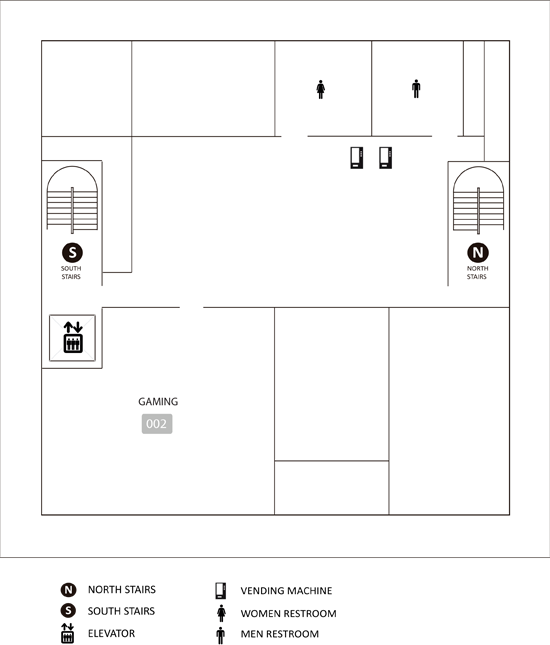 S
SOUTH
STAIRS
N
NORTH
STAIRS
GAMING
002
N NORTH STAIRS
S SOUTH STAIRS
ELEVATOR
VENDING MACHINE
WOMEN RESTROOM
MEN RESTROOM